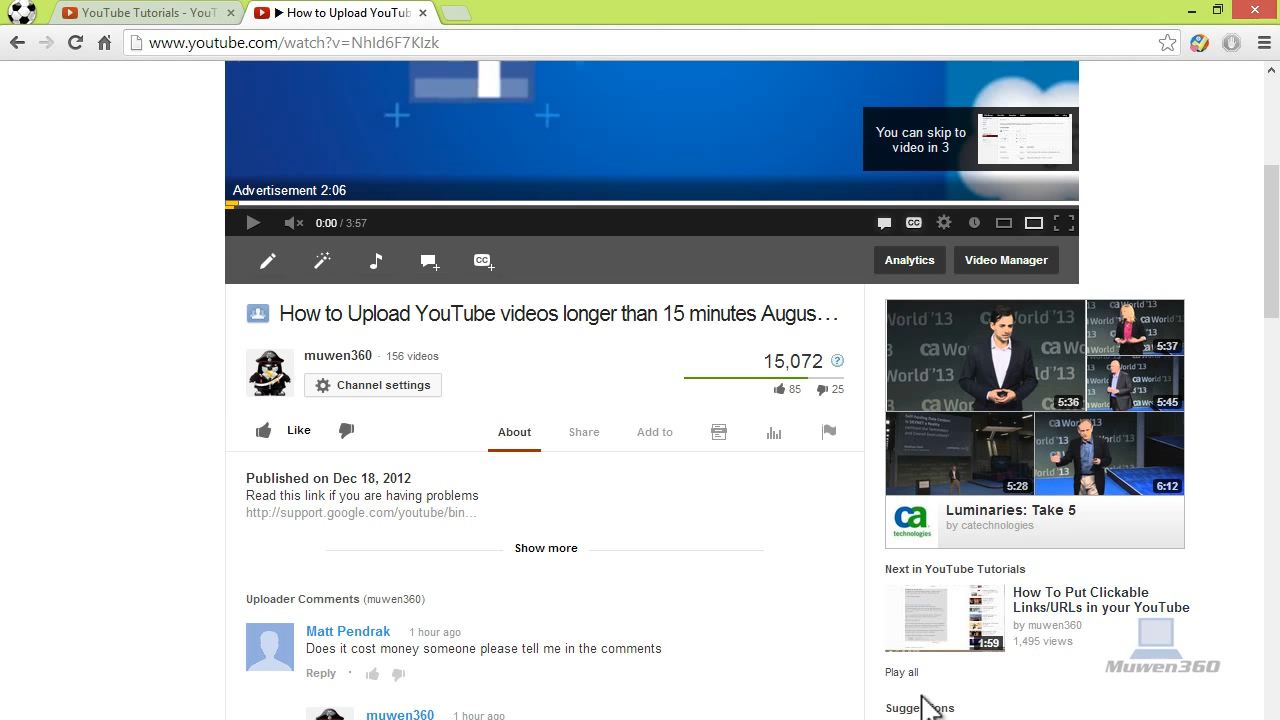 YouTube Tutorials - YouT
▶ How to Upload YouTub
www.youtube.com/watch?v=NhId6F7KIzk
You can skip to
video in 3
Advertisement 2:06
0:00 / 3:57
CC
CC
Analytics
Video Manager
How to Upload YouTube videos longer than 15 minutes Augus...
muwen360 · 156 videos
Channel settings
15,072
85
25
Like
About
Share
Add to
Published on Dec 18, 2012
Read this link if you are having problems
http://support.google.com/youtube/bin...
Show more
Uploader Comments (muwen360)
Matt Pendrak 1 hour ago
Does it cost money someone please tell me in the comments
Reply ·
muwen360 1 hour ago
World '13
5:37
5:36
5:45
5:28
6:12
ca
technologies
Luminaries: Take 5
by catechnologies
Next in YouTube Tutorials
How To Put Clickable
Links/URLs in your YouTube
by muwen360
1,495 views
1:59
Muwen360
Play all
Suggestions